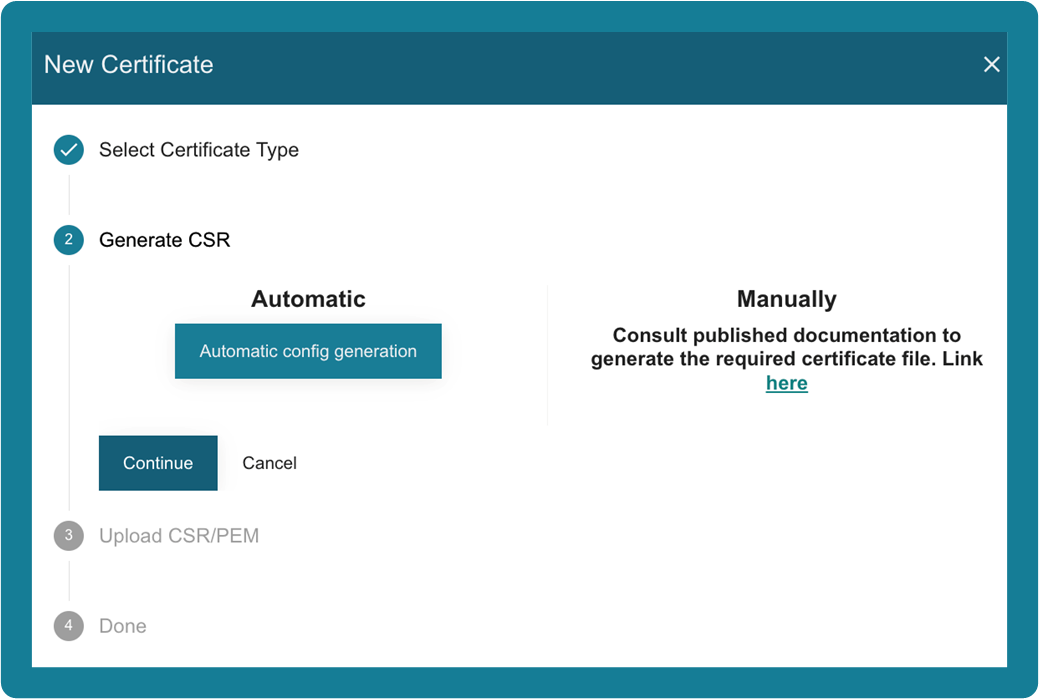 New Certificate
Select Certificate Type
2 Generate CSR
Automatic
Automatic config generation
Manually
Consult published documentation to
generate the required certificate file. Link
here
Continue Cancel
3 Upload CSR/PEM
4 Done